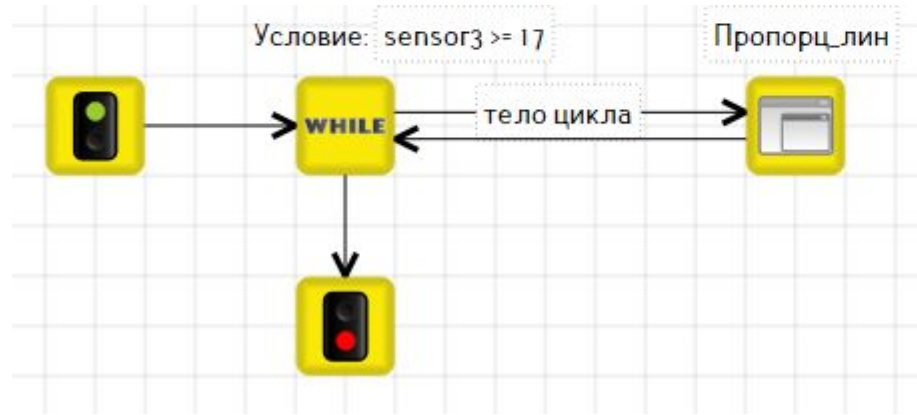 Условие: sensor3 >= 17
Пропорц_лин
WHILE
тело цикла